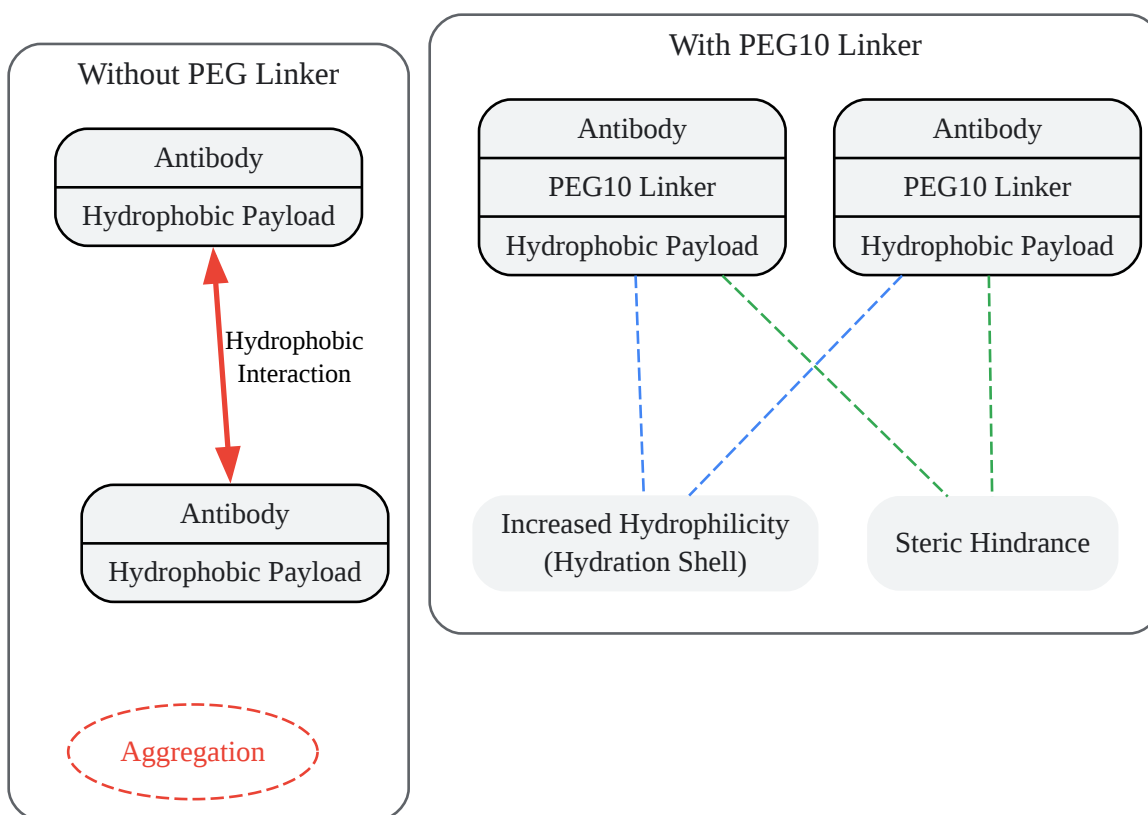 Without PEG Linker
Antibody
Hydrophobic Payload
Hydrophobic
Interaction
Antibody
Hydrophobic Payload
Aggregation
With PEG10 Linker
Antibody
PEG10 Linker
Hydrophobic Payload
Antibody
PEG10 Linker
Hydrophobic Payload
Increased Hydrophilicity
(Hydration Shell)
Steric Hindrance